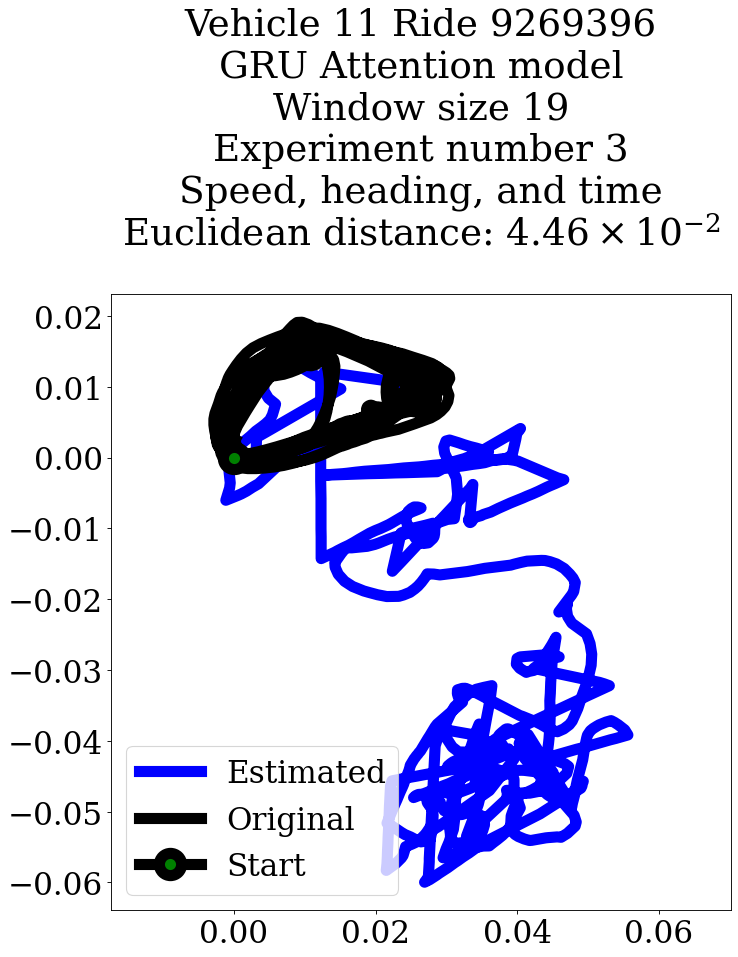 Vehicle 11 Ride 9269396
GRU Attention model
Window size 19
Experiment number 3
Speed, heading, and time
Euclidean distance: 4.46 × 10⁻²
0.02
0.01
0.00
−0.01
−0.02
−0.03
−0.04
−0.05
−0.06
Estimated
Original
Start
0.00 0.02 0.04 0.06